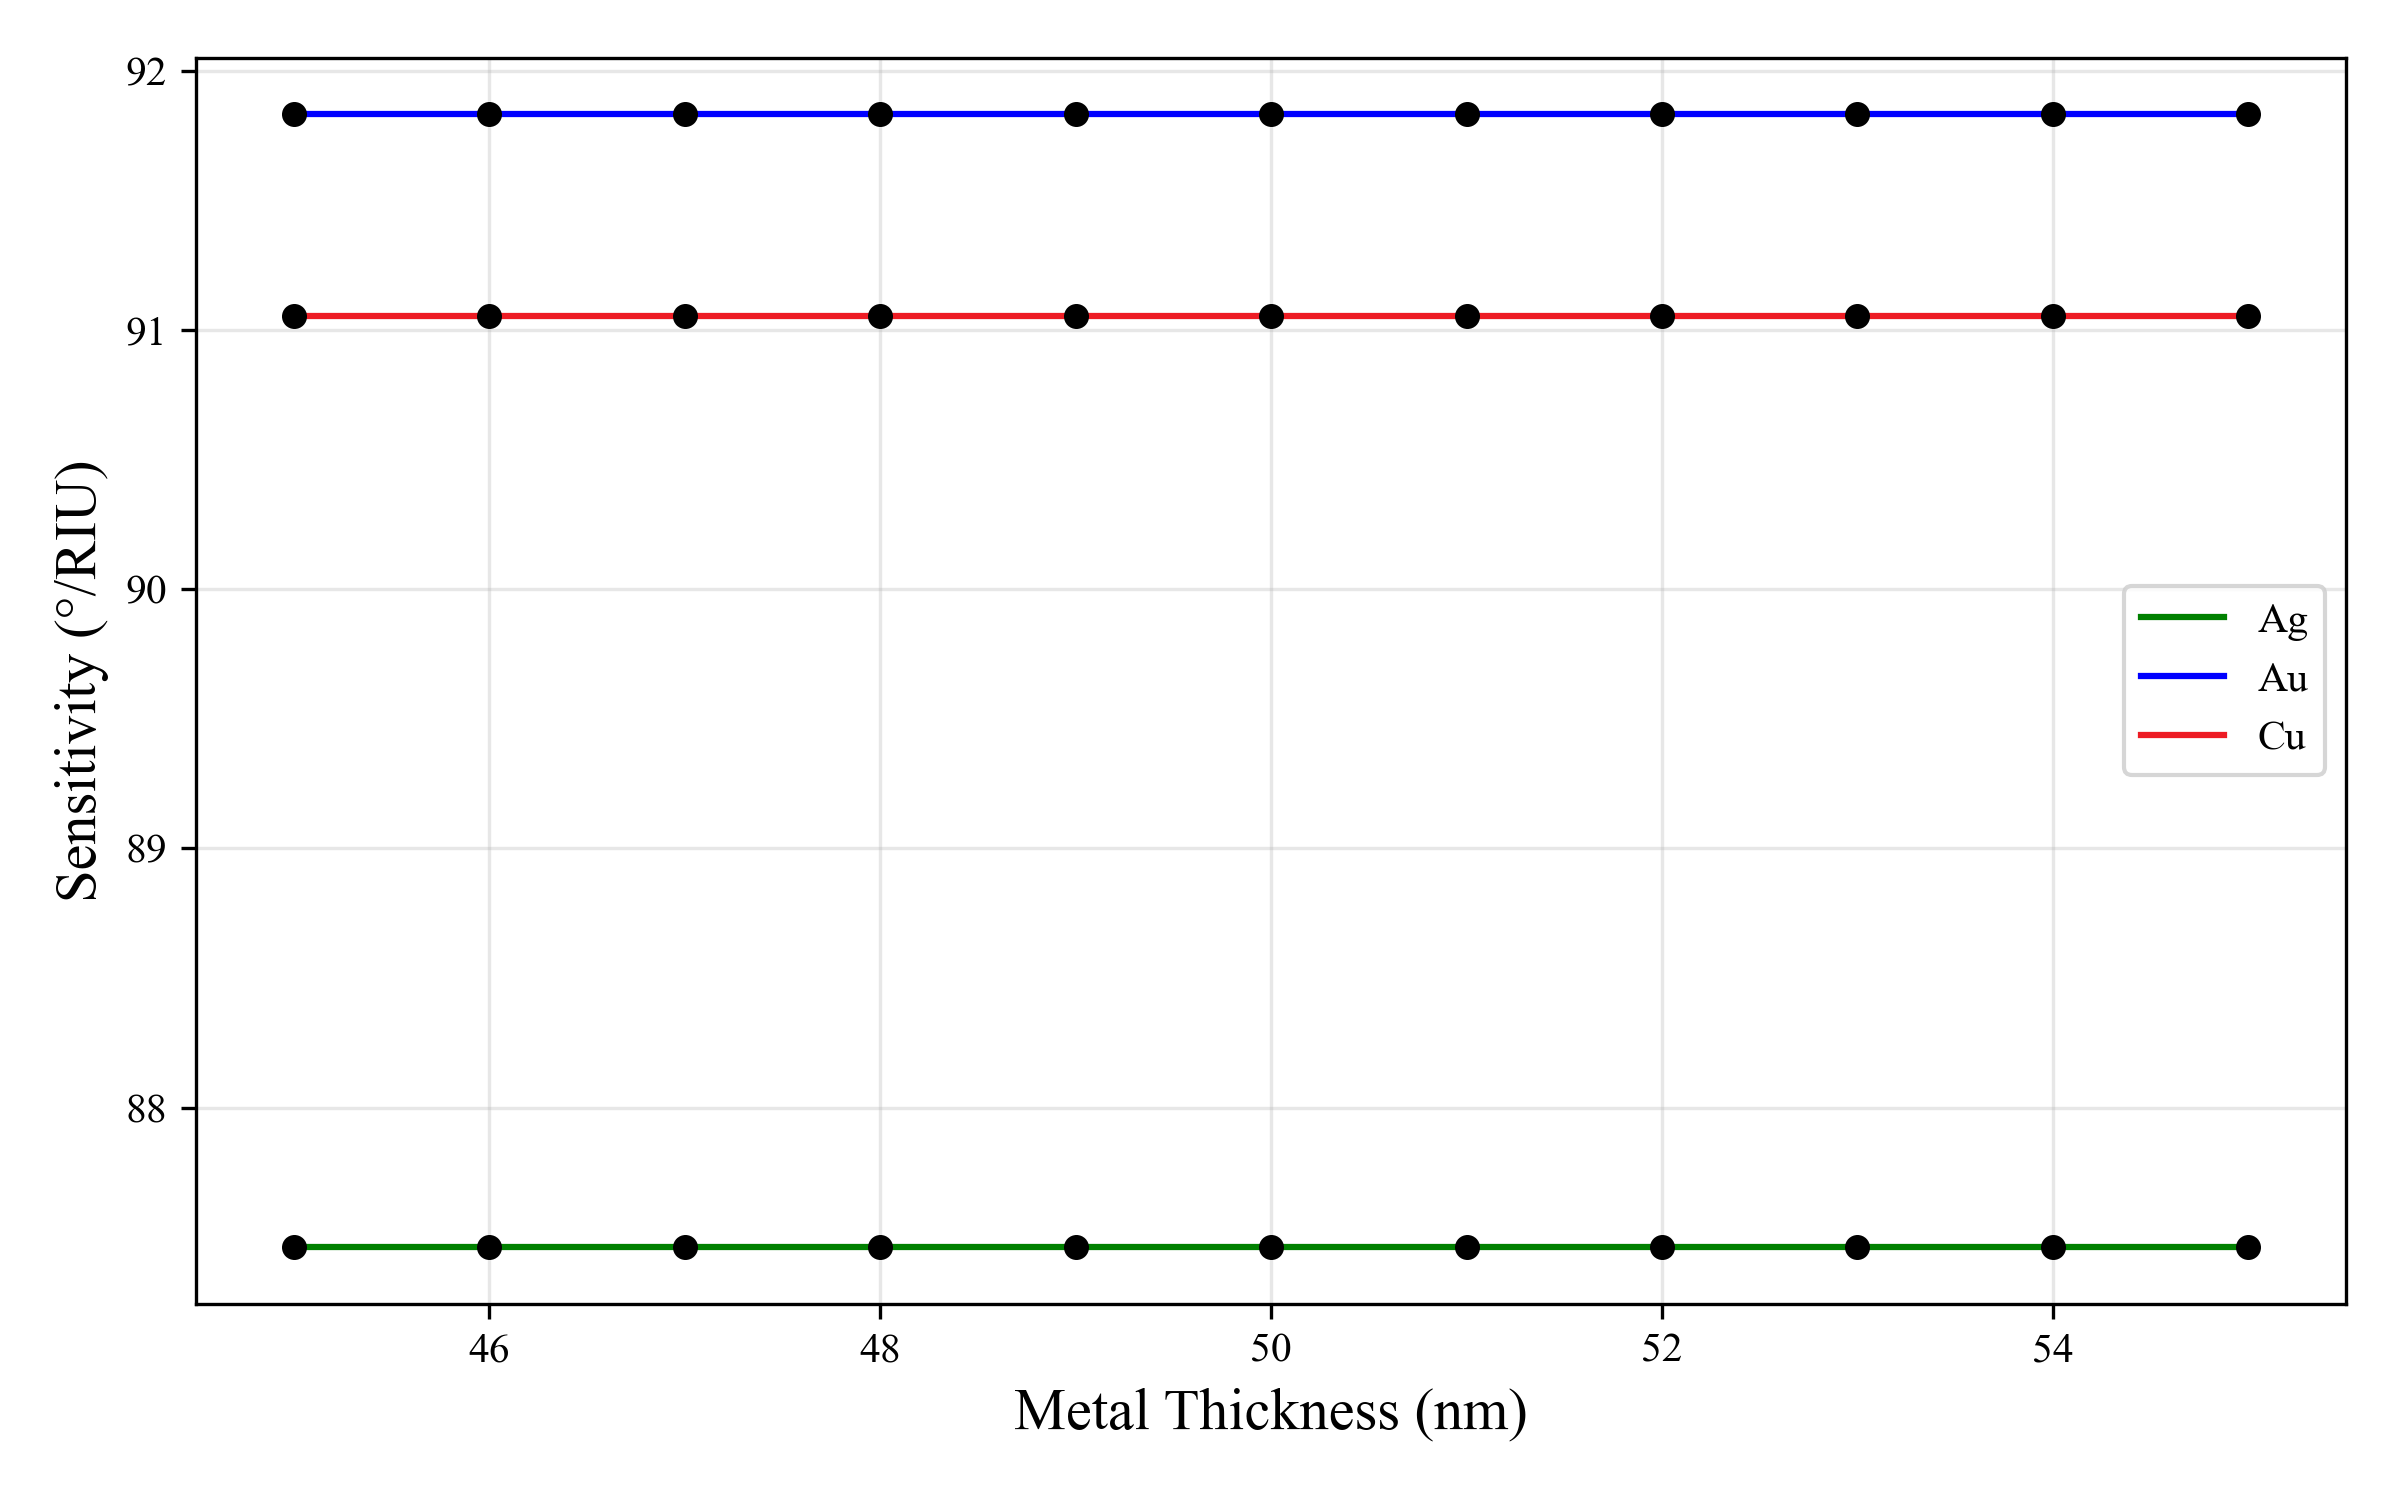 92
91
90
89
88
Sensitivity (°/RIU)
Ag
Au
Cu
46 48 50 52 54
Metal Thickness (nm)